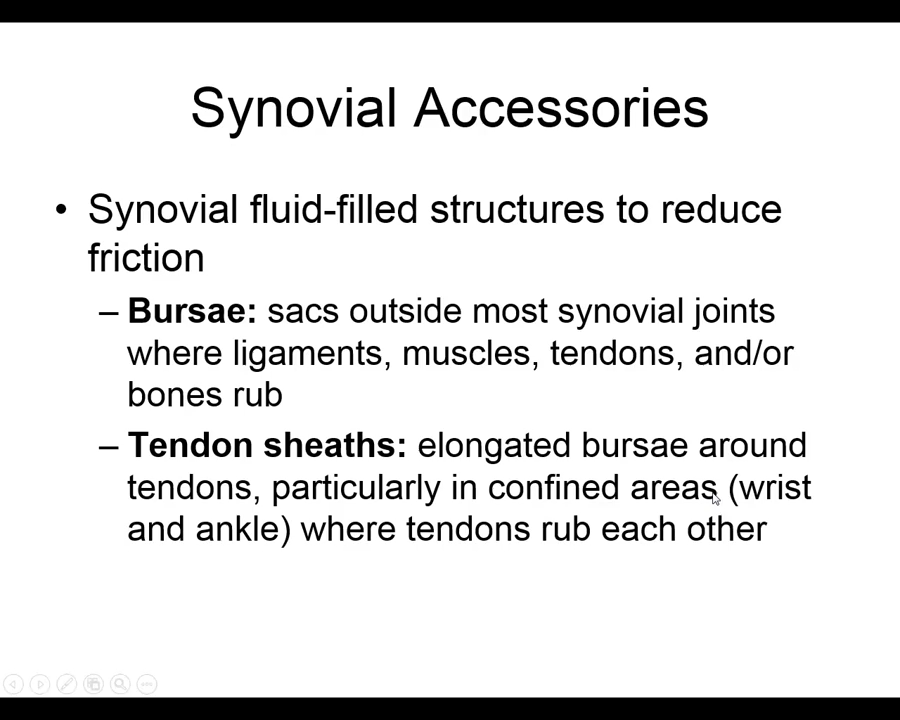 Synovial Accessories
• Synovial fluid-filled structures to reduce
friction
– Bursae: sacs outside most synovial joints
where ligaments, muscles, tendons, and/or
bones rub
– Tendon sheaths: elongated bursae around
tendons, particularly in confined areas (wrist
and ankle) where tendons rub each other